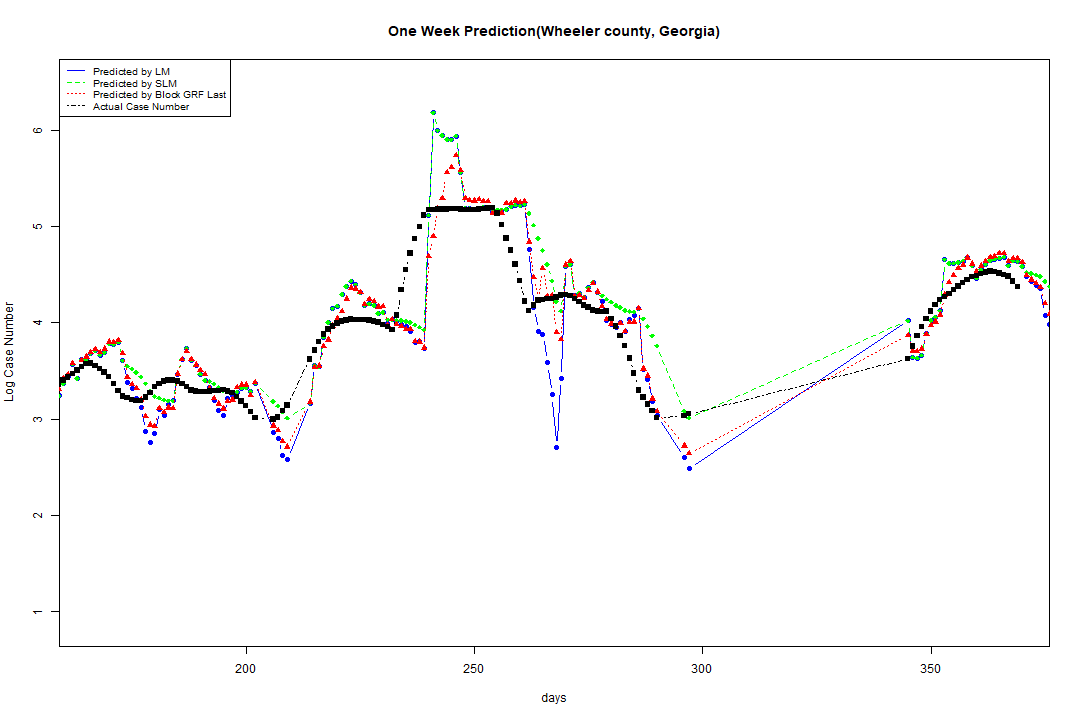 One Week Prediction(Wheeler county, Georgia)
Predicted by LM
Predicted by SLM
Predicted by Block GRF Last
Actual Case Number
6
5
4
3
2
1
Log Case Number
200 250 300 350
days